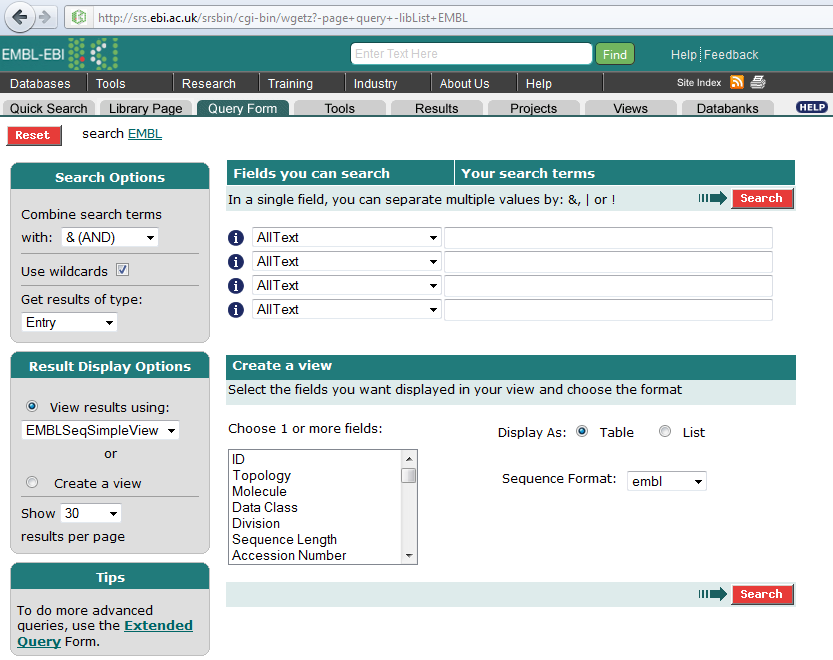 http://srs.ebi.ac.uk/srsbin/cgi-bin/wgetz?-page+query+-libList+EMBL
EMBL-EBI
Enter Text Here
Find
Help Feedback
Databases Tools Research Training Industry About Us Help Site Index
Quick Search Library Page Query Form Tools Results Projects Views Databanks HELP
Reset search EMBL
Search Options
Combine search terms
with: & (AND)
Use wildcards
Get results of type:
Entry
Result Display Options
View results using:
EMBLSeqSimpleView
or
Create a view
Show 30
results per page
Tips
To do more advanced
queries, use the Extended
Query Form.
Fields you can search Your search terms
In a single field, you can separate multiple values by: &, | or ! Search
i AllText
i AllText
i AllText
i AllText
Create a view
Select the fields you want displayed in your view and choose the format
Choose 1 or more fields:
ID
Topology
Molecule
Data Class
Division
Sequence Length
Accession Number
Display As: Table List
Sequence Format: embl
Search